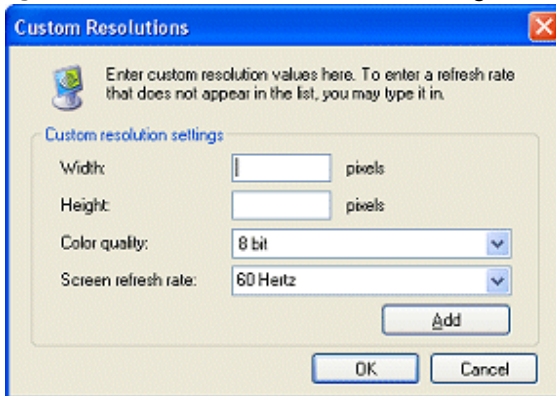 Custom Resolutions
Enter custom resolution values here. To enter a refresh rate
that does not appear in the list, you may type it in.
Custom resolution settings
Width: pixels
Height: pixels
Color quality: 8 bit
Screen refresh rate: 60 Hertz
Add
OK Cancel